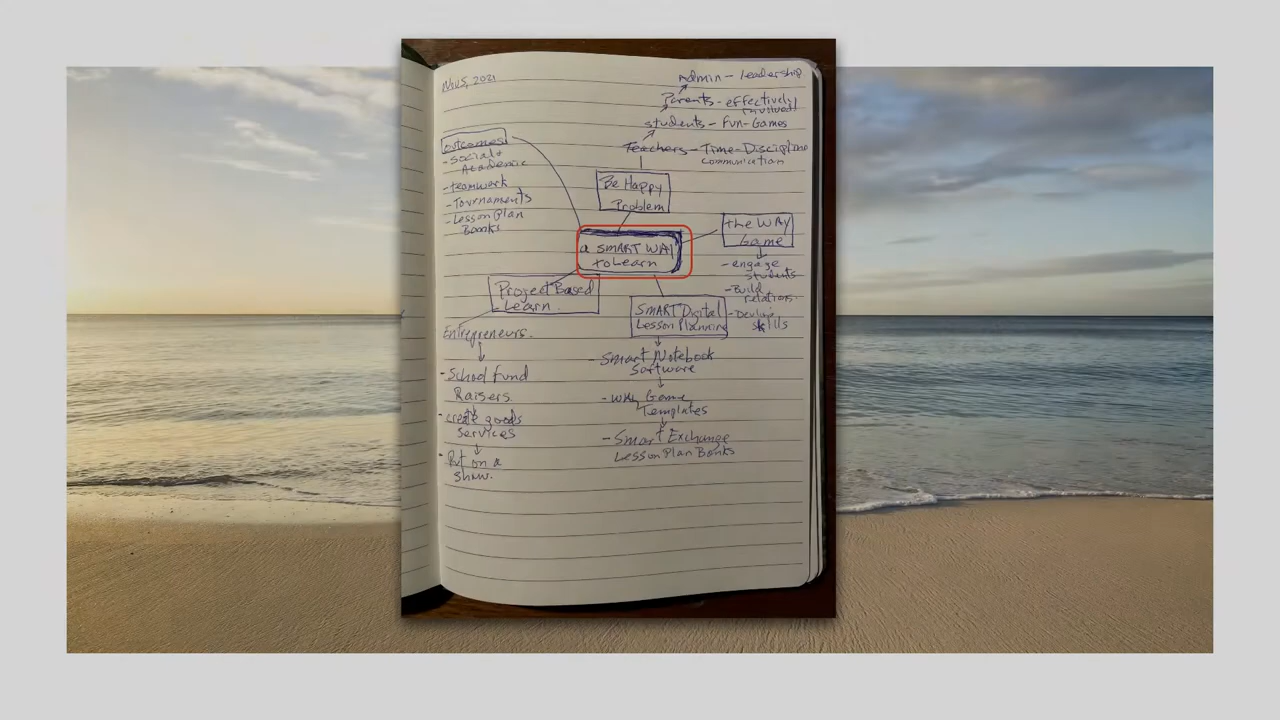 Nov 5, 2021
Admin - leadership
Parents - effectively
involved!
students - Fun-Games
Teachers - Time-Discipline
communication
outcomes
- Social +
Academic
- teamwork
- Tournaments
- Lesson Plan
Books
Be Happy
Problem
the WAY
Game
- engage
students
- Build
relations.
- Develop
skills
a SMART WAY
to Learn
Project Based
Learn.
SMART Digital
Lesson Planning
Entrepreneurs.
- School fund
Raisers.
- create goods
services
- Put on a
show.
- Smart Notebook
Software
- WAY Game
Templates
- Smart Exchange
Lesson Plan Books